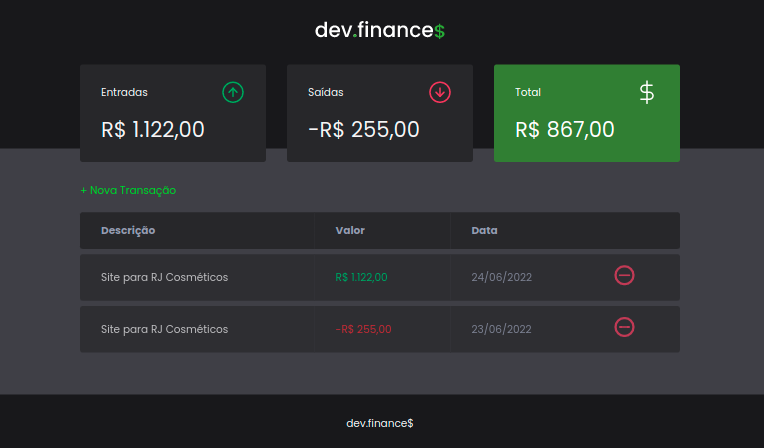 dev.finance$
Entradas
R$ 1.122,00
Saídas
-R$ 255,00
Total
$
R$ 867,00
+ Nova Transação
Descrição Valor Data
Site para RJ Cosméticos R$ 1.122,00 24/06/2022
Site para RJ Cosméticos -R$ 255,00 23/06/2022
dev.finance$